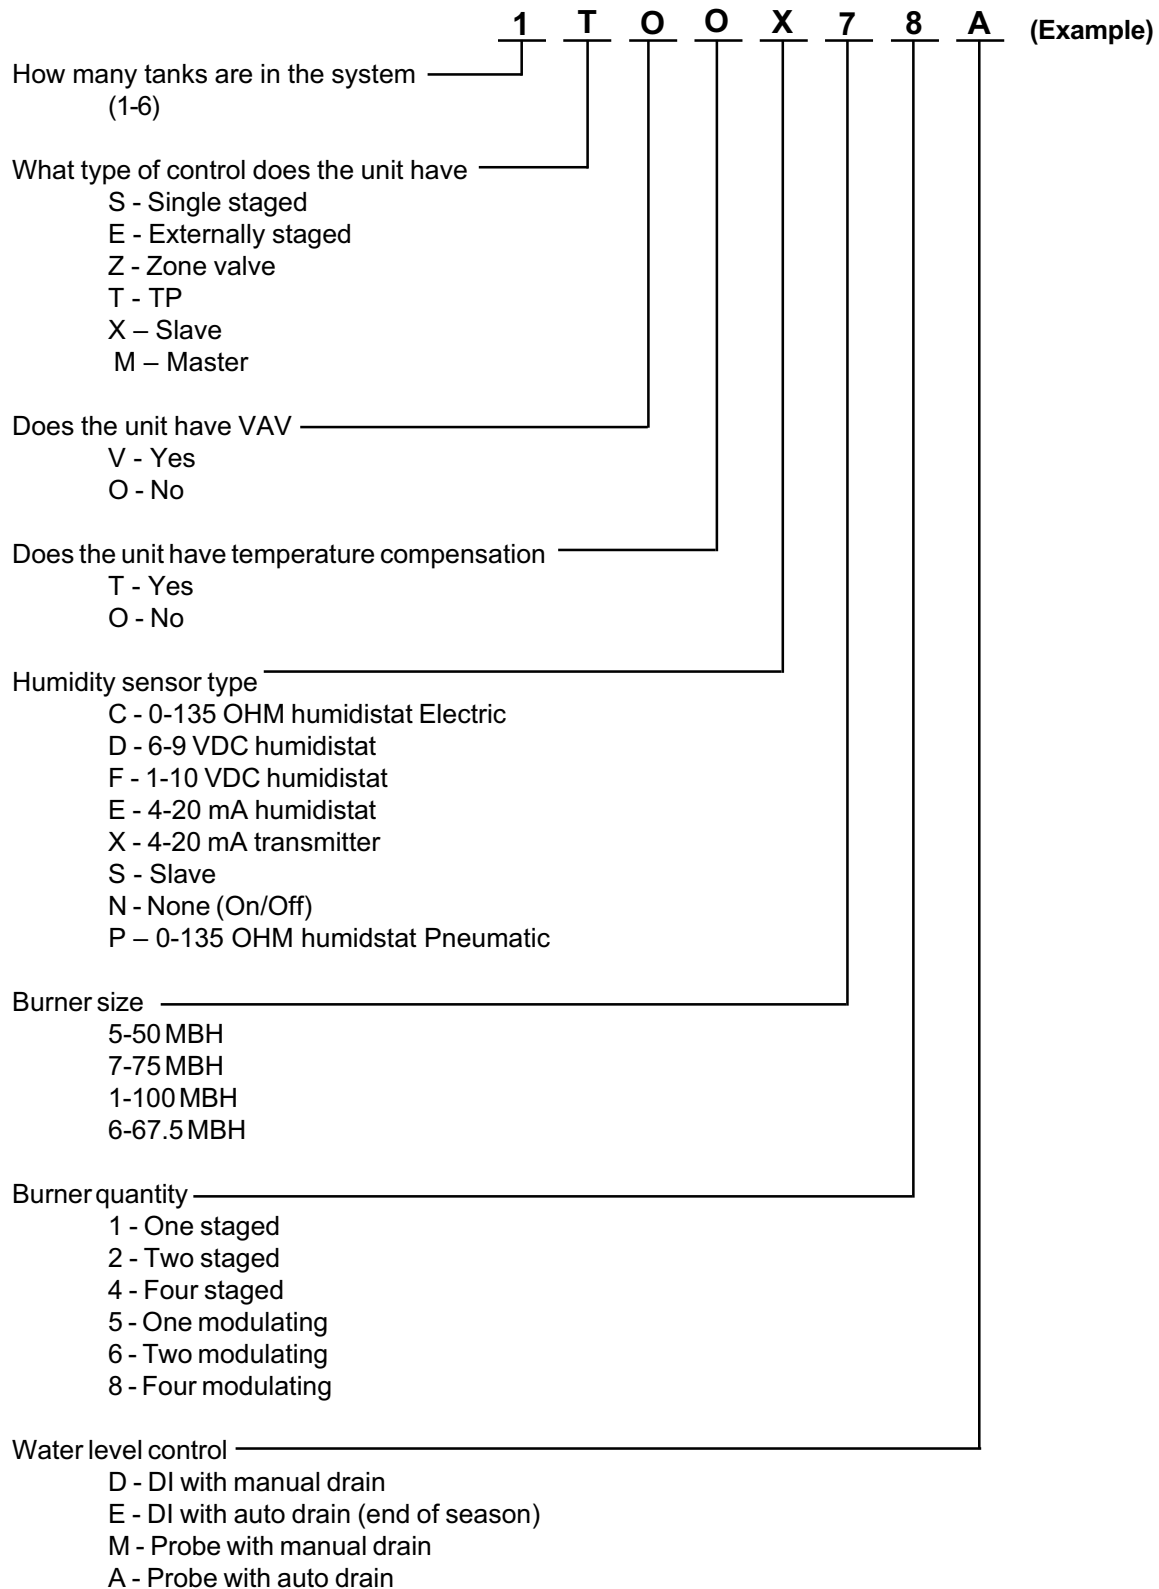 1 T O O X 7 8 A (Example)
How many tanks are in the system
(1-6)
What type of control does the unit have
S - Single staged
E - Externally staged
Z - Zone valve
T - TP
X – Slave
M – Master
Does the unit have VAV
V - Yes
O - No
Does the unit have temperature compensation
T - Yes
O - No
Humidity sensor type
C - 0-135 OHM humidistat Electric
D - 6-9 VDC humidistat
F - 1-10 VDC humidistat
E - 4-20 mA humidistat
X - 4-20 mA transmitter
S - Slave
N - None (On/Off)
P – 0-135 OHM humidstat Pneumatic
Burner size
5-50 MBH
7-75 MBH
1-100 MBH
6-67.5 MBH
Burner quantity
1 - One staged
2 - Two staged
4 - Four staged
5 - One modulating
6 - Two modulating
8 - Four modulating
Water level control
D - DI with manual drain
E - DI with auto drain (end of season)
M - Probe with manual drain
A - Probe with auto drain